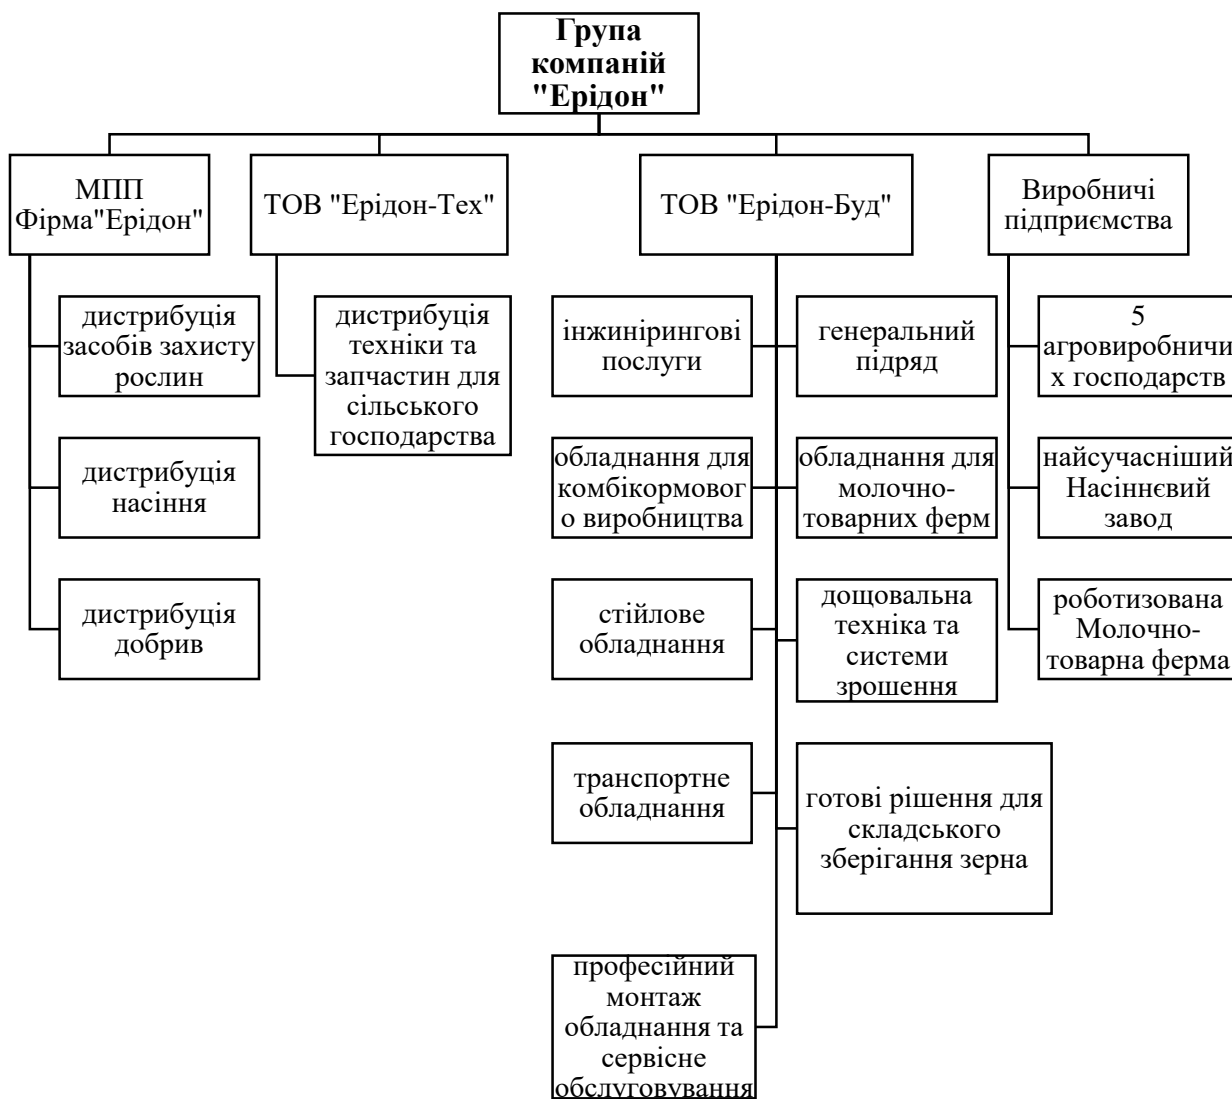 Група
компаній
"Ерідон"
МПП
Фірма"Ерідон"
ТОВ "Ерідон-Тех"
ТОВ "Ерідон-Буд"
Виробничі
підприємства
дистрибуція
засобів захисту
рослин
дистрибуція
насіння
дистрибуція
добрив
дистрибуція
техніки та
запчастин для
сільського
господарства
інжинірингові
послуги
генеральний
підряд
обладнання для
комбікормовог
о виробництва
обладнання для
молочно-
товарних ферм
стійлове
обладнання
дощовальна
техніка та
системи
зрошення
транспортне
обладнання
готові рішення для
складського
зберігання зерна
професійний
монтаж
обладнання та
сервісне
обслуговування
5
агровиробничи
х господарств
найсучасніший
Насіннєвий
завод
роботизована
Молочно-
товарна ферма